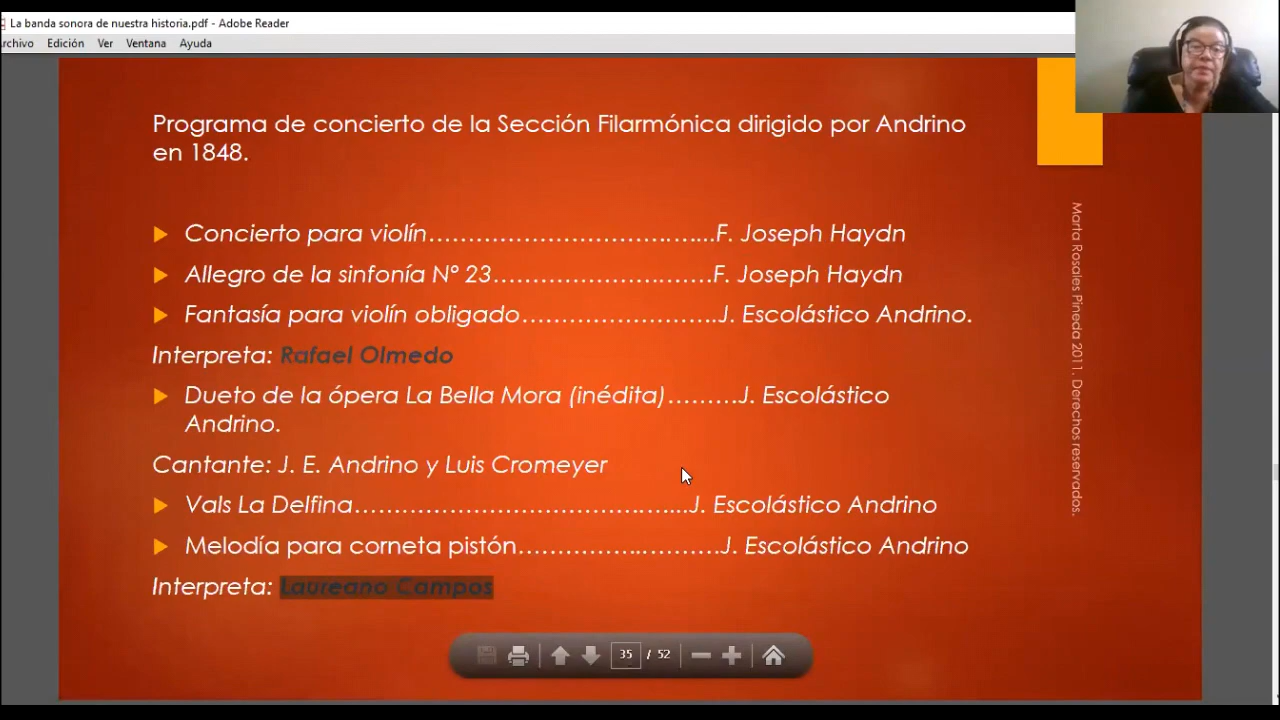 La banda sonora de nuestra historia.pdf - Adobe Reader
rchivo Edición Ver Ventana Ayuda
Programa de concierto de la Sección Filarmónica dirigido por Andrino
en 1848.
Concierto para violín………………………….…...F. Joseph Haydn
Allegro de la sinfonía Nº 23………………….…….F. Joseph Haydn
Fantasía para violín obligado…………………….J. Escolástico Andrino.
Interpreta: Rafael Olmedo
Dueto de la ópera La Bella Mora (inédita)………J. Escolástico
Andrino.
Cantante: J. E. Andrino y Luis Cromeyer
Vals La Delfina……………………………….…...J. Escolástico Andrino
Melodía para corneta pistón……………..………J. Escolástico Andrino
Interpreta: Laureano Campos
35 / 52
Marta Rosales Pineda 2011. Derechos reservados.